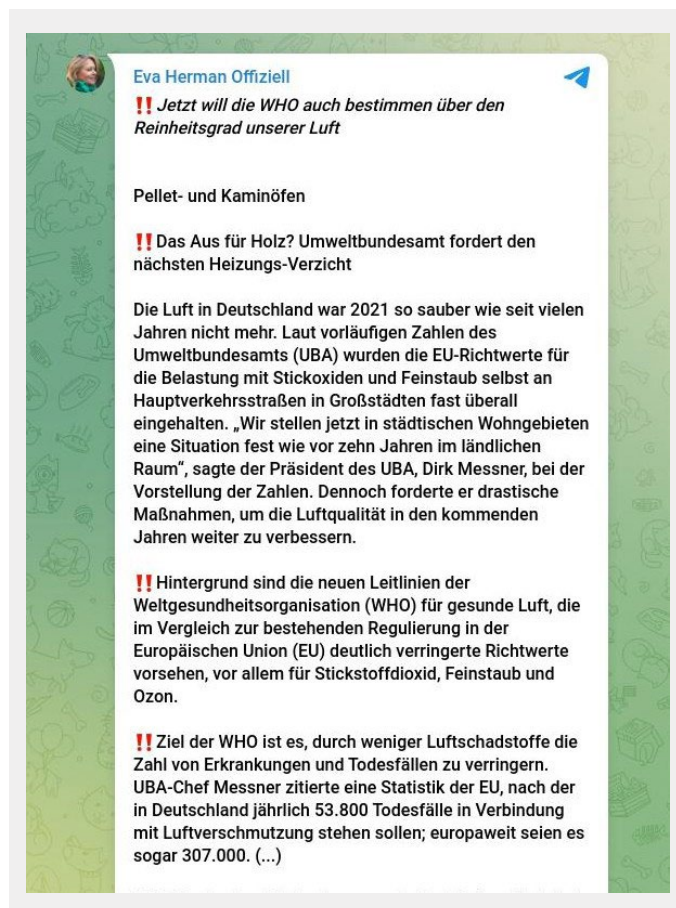 Eva Herman Offiziell
‼️Jetzt will die WHO auch bestimmen über den
Reinheitsgrad unserer Luft
Pellet- und Kaminöfen
‼️Das Aus für Holz? Umweltbundesamt fordert den
nächsten Heizungs-Verzicht
Die Luft in Deutschland war 2021 so sauber wie seit vielen
Jahren nicht mehr. Laut vorläufigen Zahlen des
Umweltbundesamts (UBA) wurden die EU-Richtwerte für
die Belastung mit Stickoxiden und Feinstaub selbst an
Hauptverkehrsstraßen in Großstädten fast überall
eingehalten. „Wir stellen jetzt in städtischen Wohngebieten
eine Situation fest wie vor zehn Jahren im ländlichen
Raum“, sagte der Präsident des UBA, Dirk Messner, bei der
Vorstellung der Zahlen. Dennoch forderte er drastische
Maßnahmen, um die Luftqualität in den kommenden
Jahren weiter zu verbessern.
‼️Hintergrund sind die neuen Leitlinien der
Weltgesundheitsorganisation (WHO) für gesunde Luft, die
im Vergleich zur bestehenden Regulierung in der
Europäischen Union (EU) deutlich verringerte Richtwerte
vorsehen, vor allem für Stickstoffdioxid, Feinstaub und
Ozon.
‼️Ziel der WHO ist es, durch weniger Luftschadstoffe die
Zahl von Erkrankungen und Todesfällen zu verringern.
UBA-Chef Messner zitierte eine Statistik der EU, nach der
in Deutschland jährlich 53.800 Todesfälle in Verbindung
mit Luftverschmutzung stehen sollen; europaweit seien es
sogar 307.000. (...)